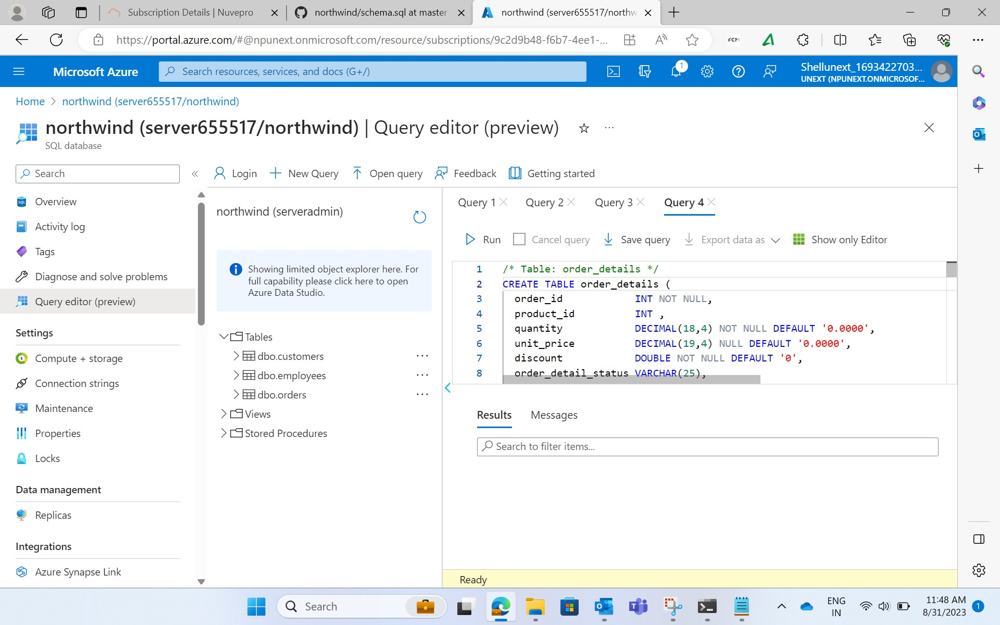 Subscription Details | Nuvepro
northwind/schema.sql at master
northwind (server655517/northw
https://portal.azure.com/#@npunext.onmicrosoft.com/resource/subscriptions/9c2d9b48-f6b7-4ee1-...
FCM
Microsoft Azure
Search resources, services, and docs (G+/)
1
Shellunext_1693422703...
UNEXT (NPUNEXT.ONMICROSOF...
Home > northwind (server655517/northwind)
northwind (server655517/northwind) | Query editor (preview)
SQL database
Search
Login
New Query
Open query
Feedback
Getting started
Overview
Activity log
Tags
Diagnose and solve problems
Query editor (preview)
Settings
Compute + storage
Connection strings
Maintenance
Properties
Locks
Data management
Replicas
Integrations
Azure Synapse Link
northwind (serveradmin)
Showing limited object explorer here. For
full capability please click here to open
Azure Data Studio.
Tables
dbo.customers
dbo.employees
dbo.orders
Views
Stored Procedures
Query 1
Query 2
Query 3
Query 4
Run
Cancel query
Save query
Export data as
Show only Editor
1 /* Table: order_details */
2 CREATE TABLE order_details (
3 order_id INT NOT NULL,
4 product_id INT ,
5 quantity DECIMAL(18,4) NOT NULL DEFAULT '0.0000',
6 unit_price DECIMAL(19,4) NULL DEFAULT '0.0000',
7 discount DOUBLE NOT NULL DEFAULT '0',
8 order_detail_status VARCHAR(25),
Results
Messages
Search to filter items...
Ready
Search
ENG
IN
11:48 AM
8/31/2023
1